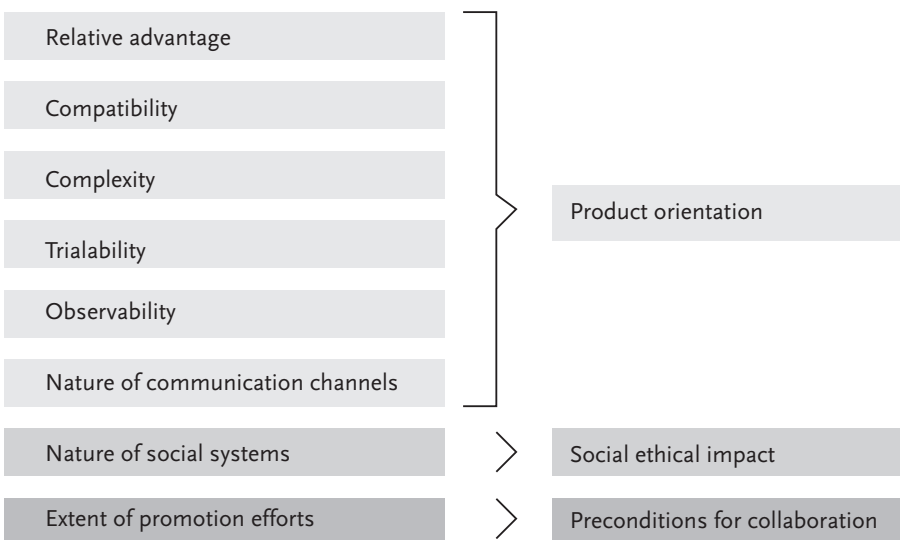 Relative advantage
Compatibility
Complexity
Trialability
Observability
Nature of communication channels
Product orientation
Nature of social systems
Social ethical impact
Extent of promotion efforts
Preconditions for collaboration